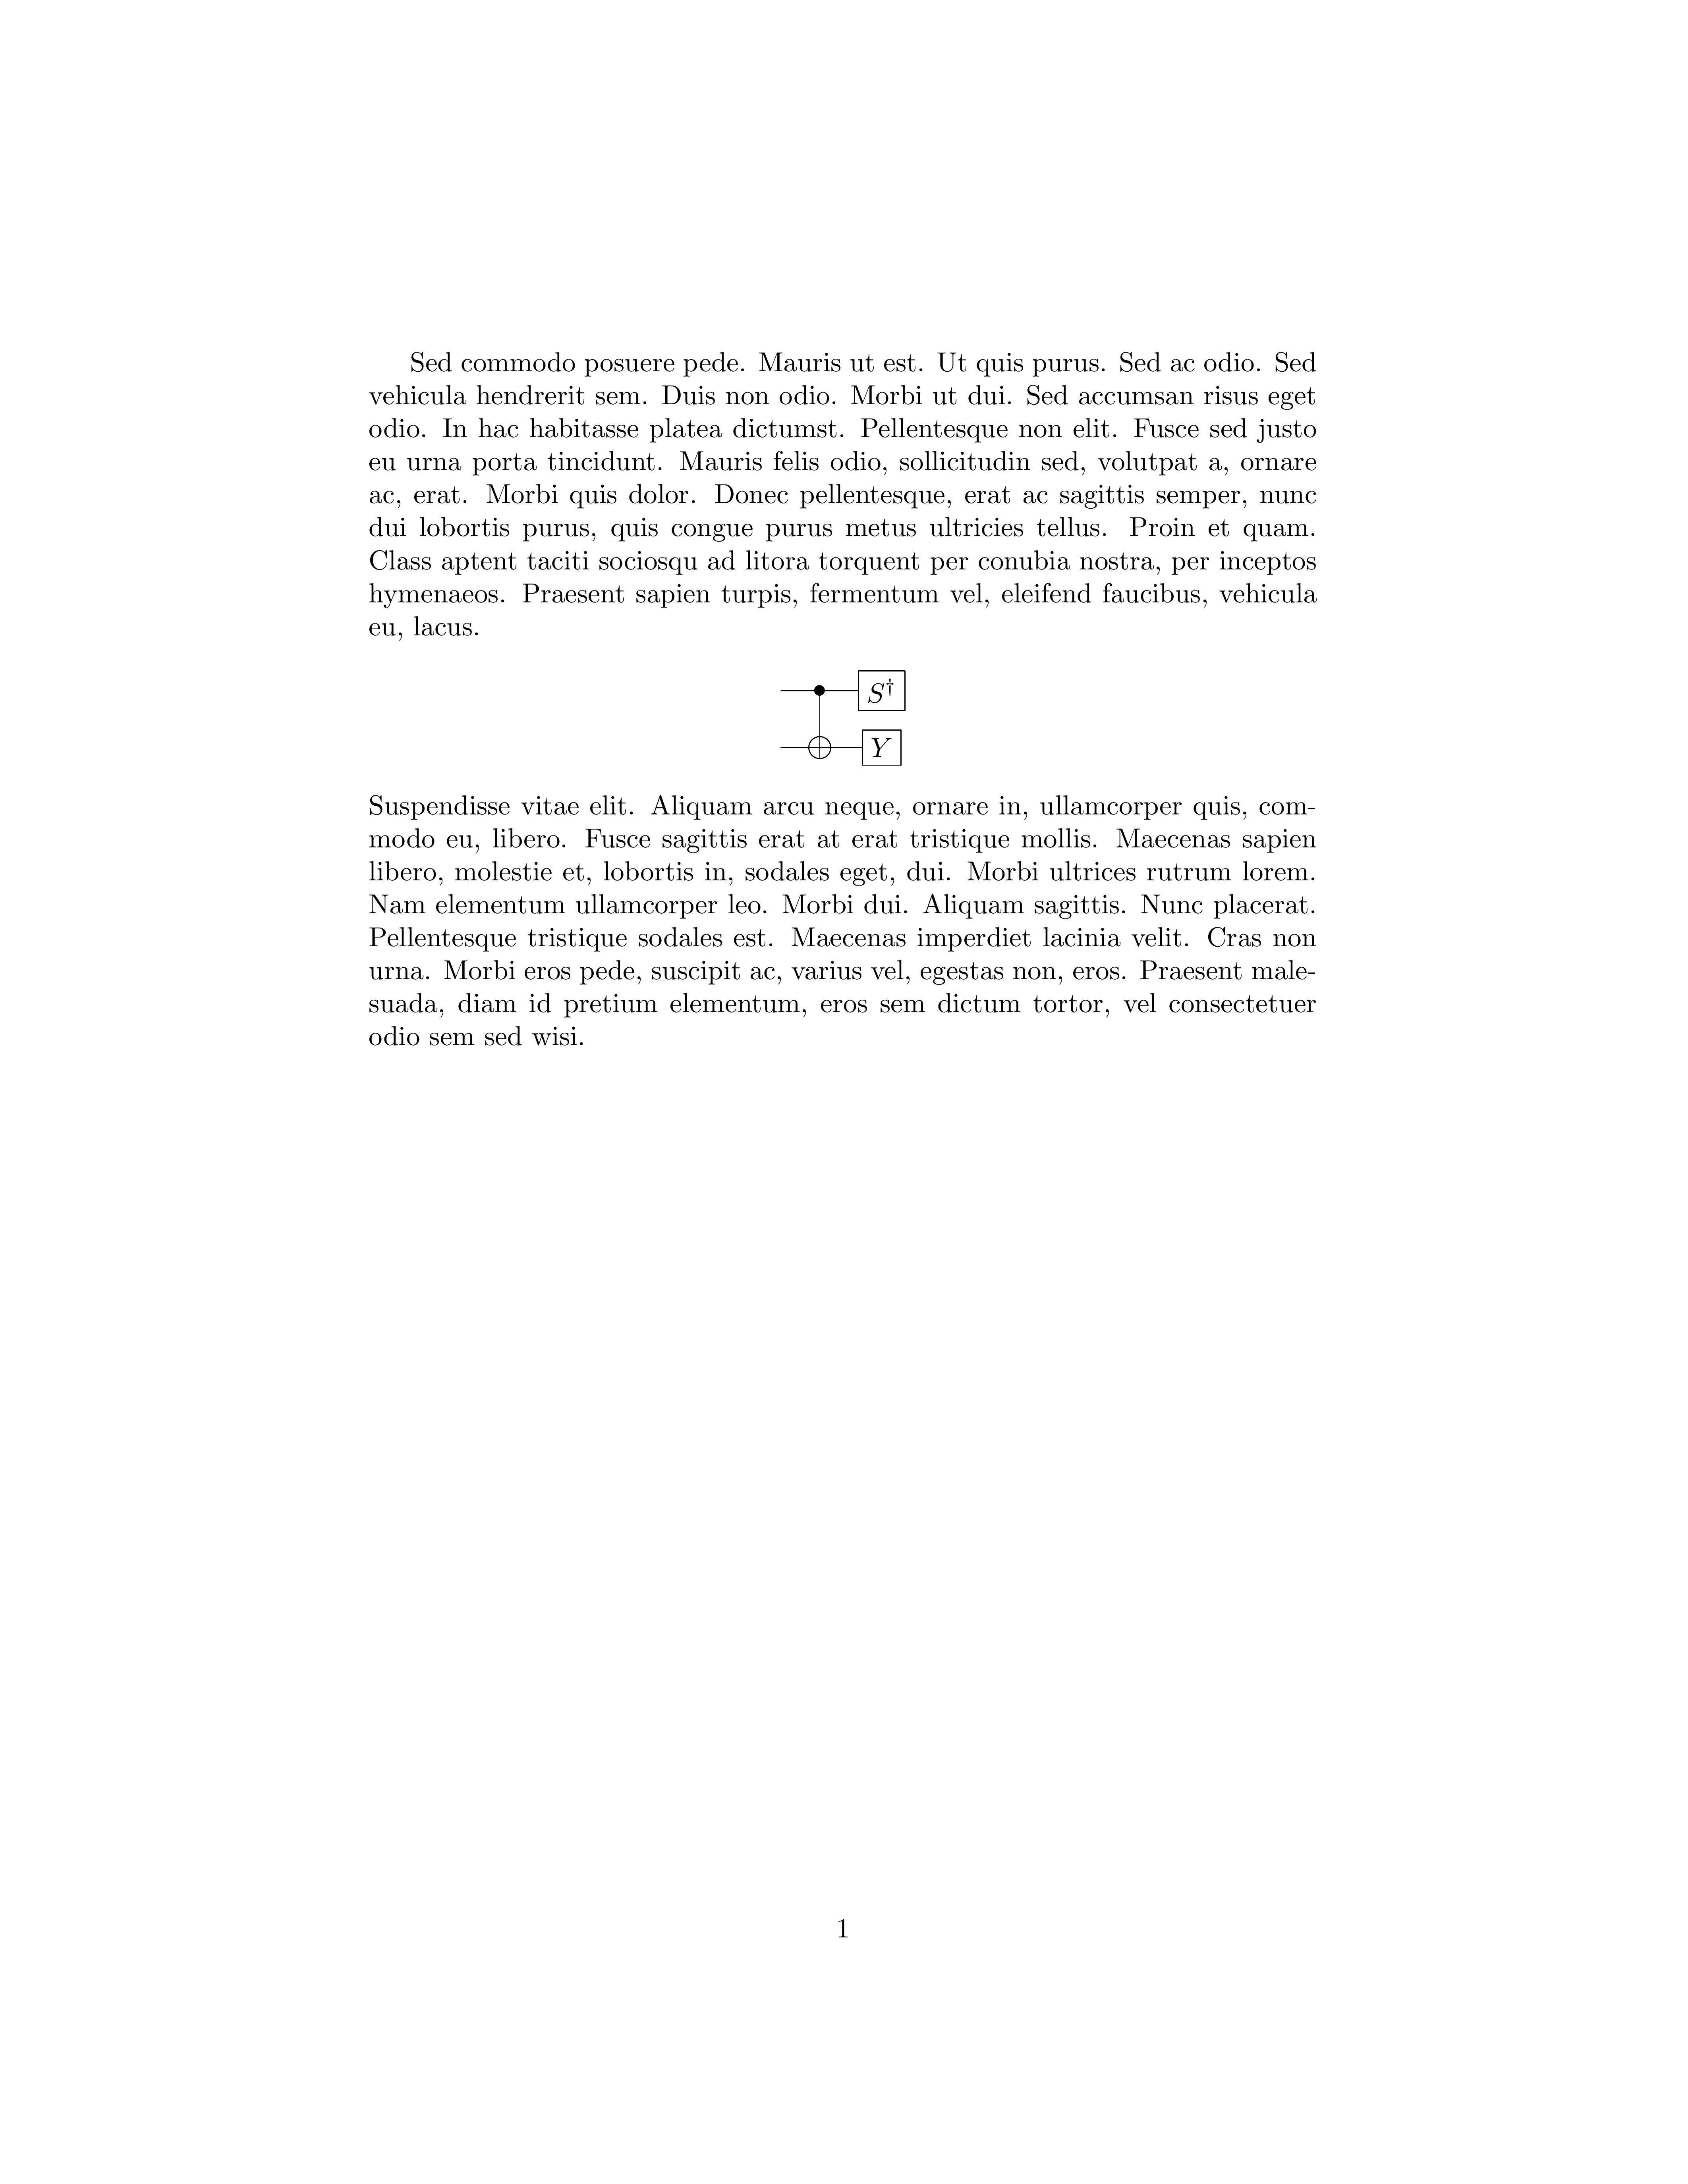 Sed commodo posuere pede. Mauris ut est. Ut quis purus. Sed ac odio. Sed
vehicula hendrerit sem. Duis non odio. Morbi ut dui. Sed accumsan risus eget
odio. In hac habitasse platea dictumst. Pellentesque non elit. Fusce sed justo
eu urna porta tincidunt. Mauris felis odio, sollicitudin sed, volutpat a, ornare
ac, erat. Morbi quis dolor. Donec pellentesque, erat ac sagittis semper, nunc
dui lobortis purus, quis congue purus metus ultricies tellus. Proin et quam.
Class aptent taciti sociosqu ad litora torquent per conubia nostra, per inceptos
hymenaeos. Praesent sapien turpis, fermentum vel, eleifend faucibus, vehicula
eu, lacus.
S†
Y
Suspendisse vitae elit. Aliquam arcu neque, ornare in, ullamcorper quis, com-
modo eu, libero. Fusce sagittis erat at erat tristique mollis. Maecenas sapien
libero, molestie et, lobortis in, sodales eget, dui. Morbi ultrices rutrum lorem.
Nam elementum ullamcorper leo. Morbi dui. Aliquam sagittis. Nunc placerat.
Pellentesque tristique sodales est. Maecenas imperdiet lacinia velit. Cras non
urna. Morbi eros pede, suscipit ac, varius vel, egestas non, eros. Praesent male-
suada, diam id pretium elementum, eros sem dictum tortor, vel consectetuer
odio sem sed wisi.
1